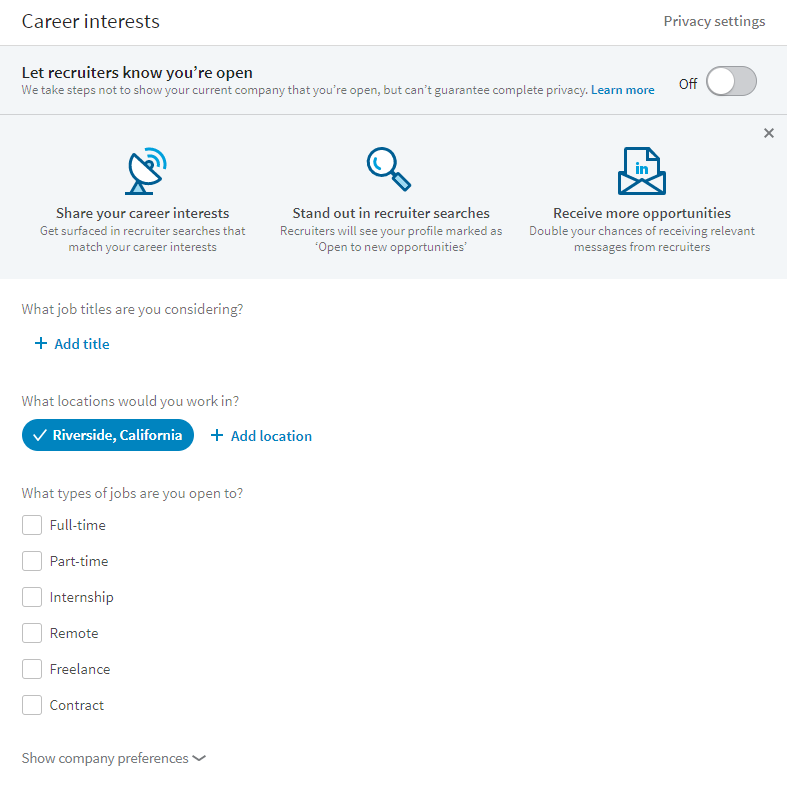 Career interests
Privacy settings
Let recruiters know you’re open
We take steps not to show your current company that you’re open, but can’t guarantee complete privacy. Learn more
Off
in
Share your career interests
Get surfaced in recruiter searches that
match your career interests
Stand out in recruiter searches
Recruiters will see your profile marked as
‘Open to new opportunities’
Receive more opportunities
Double your chances of receiving relevant
messages from recruiters
What job titles are you considering?
+ Add title
What locations would you work in?
Riverside, California
+ Add location
What types of jobs are you open to?
Full-time
Part-time
Internship
Remote
Freelance
Contract
Show company preferences